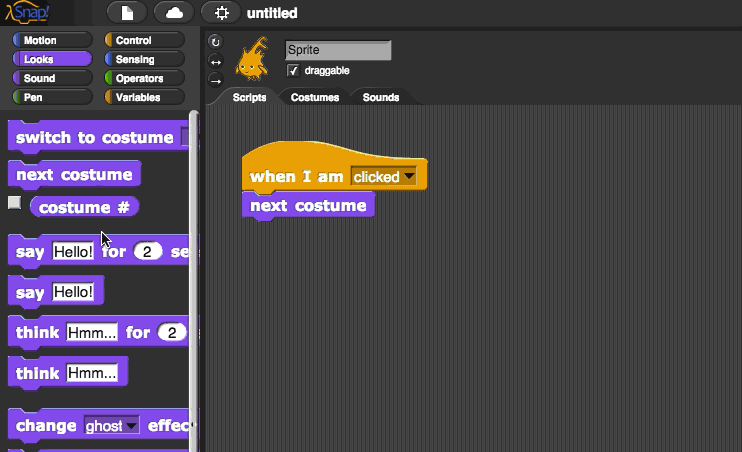 Snap!
untitled
Motion
Control
Looks
Sensing
Sound
Operators
Pen
Variables
Sprite
draggable
Scripts
Costumes
Sounds
switch to costume
next costume
costume #
say Hello! for 2 se
say Hello!
think Hmm... for 2
think Hmm...
change ghost effec
when I am clicked
next costume